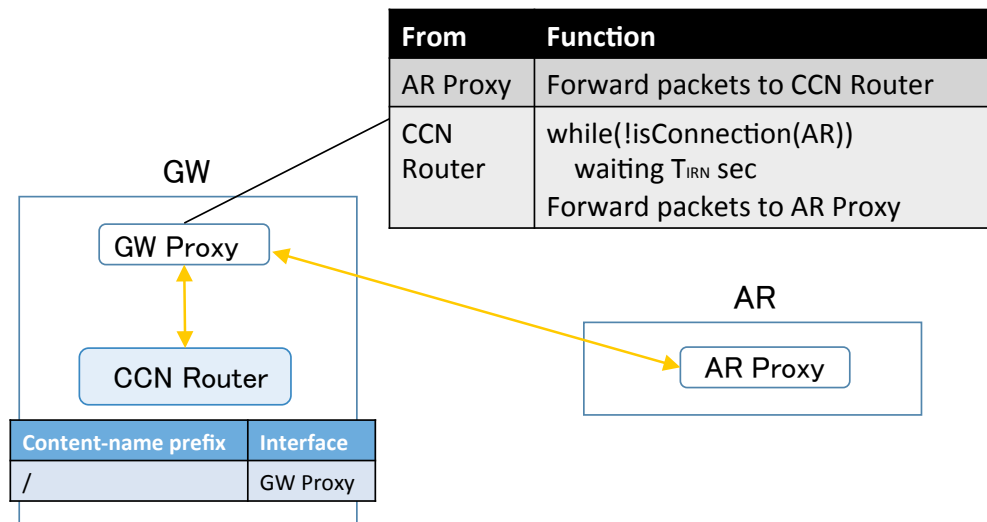 From Function
AR Proxy Forward packets to CCN Router
CCN Router while(!isConnection(AR))
waiting TIRN sec
Forward packets to AR Proxy
GW
GW Proxy
CCN Router
Content-name prefix Interface
/ GW Proxy
AR
AR Proxy